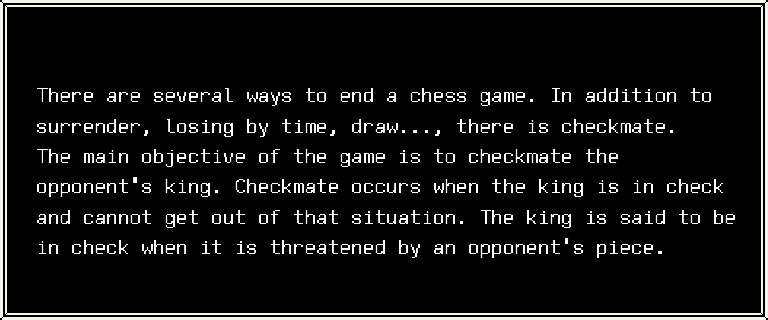 There are several ways to end a chess game. In addition to
surrender, losing by time, draw..., there is checkmate.
The main objective of the game is to checkmate the
opponent's king. Checkmate occurs when the king is in check
and cannot get out of that situation. The king is said to be
in check when it is threatened by an opponent's piece.